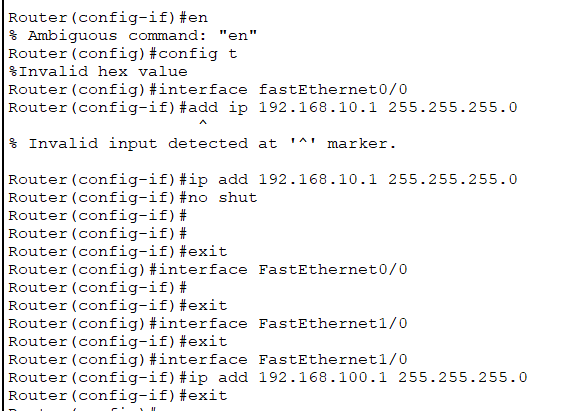 Router(config-if)#en
% Ambiguous command: "en"
Router(config)#config t
%Invalid hex value
Router(config)#interface fastEthernet0/0
Router(config-if)#add ip 192.168.10.1 255.255.255.0
^
% Invalid input detected at '^' marker.
Router(config-if)#ip add 192.168.10.1 255.255.255.0
Router(config-if)#no shut
Router(config-if)#
Router(config-if)#
Router(config-if)#exit
Router(config)#interface FastEthernet0/0
Router(config-if)#
Router(config-if)#exit
Router(config)#interface FastEthernet1/0
Router(config-if)#exit
Router(config)#interface FastEthernet1/0
Router(config-if)#ip add 192.168.100.1 255.255.255.0
Router(config-if)#exit